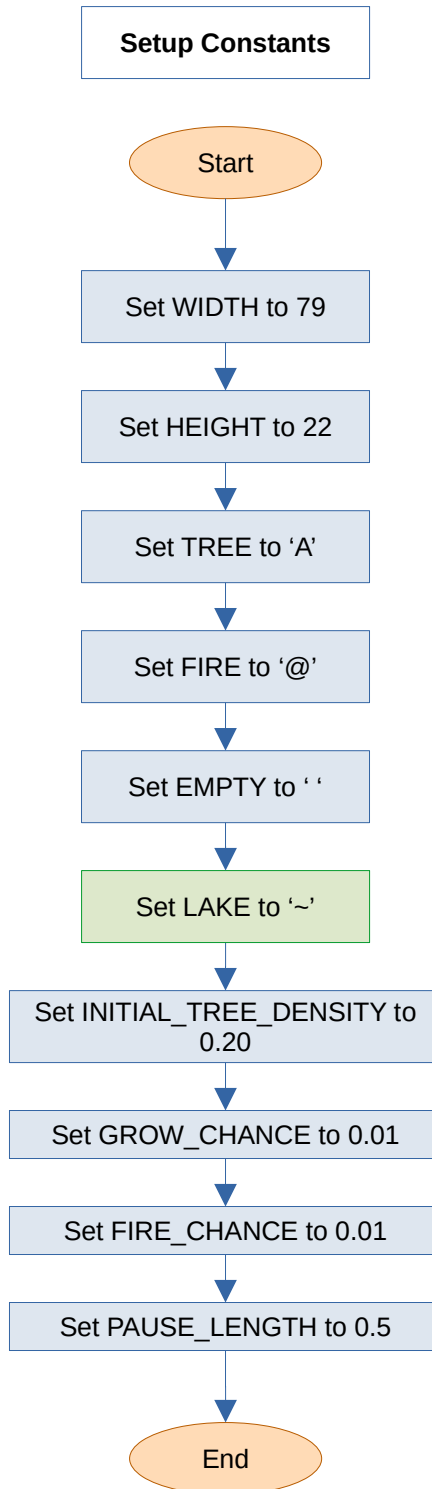 Setup Constants
Start
Set WIDTH to 79
Set HEIGHT to 22
Set TREE to ‘A’
Set FIRE to ‘@’
Set EMPTY to ‘ ‘
Set LAKE to ‘~’
Set INITIAL_TREE_DENSITY to
0.20
Set GROW_CHANCE to 0.01
Set FIRE_CHANCE to 0.01
Set PAUSE_LENGTH to 0.5
End